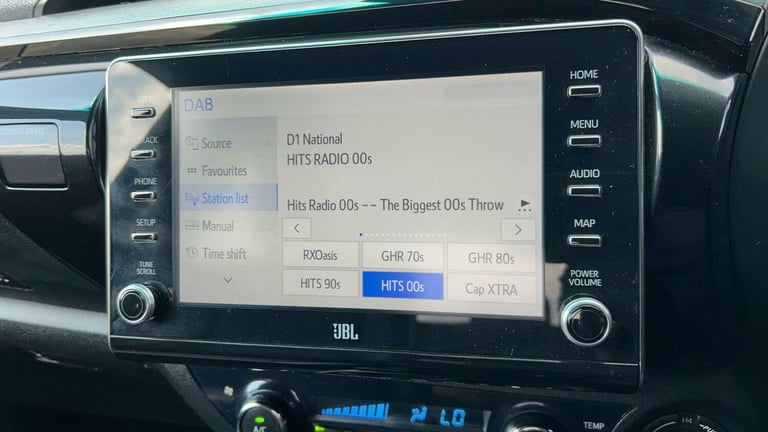 DAB
Source
Favourites
Station list
Manual
Time shift
D1 National
HITS RADIO 00s
Hits Radio 00s -- The Biggest 00s Throw
RXOasis
GHR 70s
GHR 80s
HITS 90s
HITS 00s
Cap XTRA
TRACK
PHONE
SETUP
TUNE
SCROLL
HOME
MENU
AUDIO
MAP
POWER
VOLUME
JBL
A/C
LO
TEMP
H4